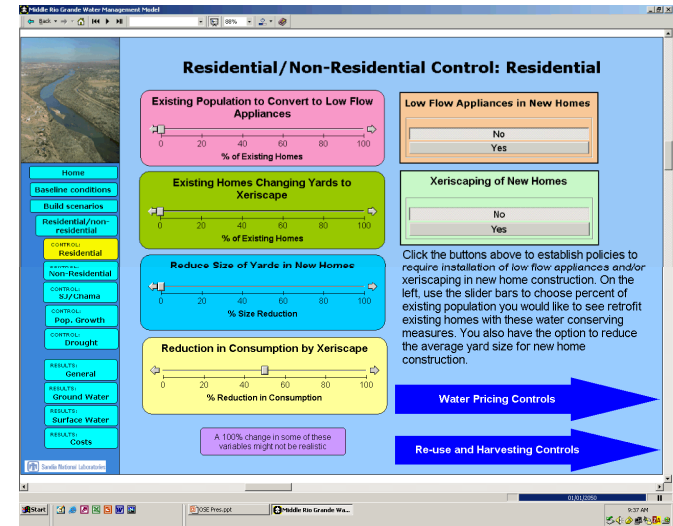 Middle Rio Grande Water Management Model
Back
88%
Residential/Non-Residential Control: Residential
Existing Population to Convert to Low Flow
Appliances
0 20 40 60 80 100
% of Existing Homes
Low Flow Appliances in New Homes
No
Yes
Home
Baseline conditions
Build scenarios
Residential/non-
residential
CONTROL:
Residential
CONTROL:
Non-Residential
CONTROL:
SJ/Chama
CONTROL:
Pop. Growth
CONTROL:
Drought
RESULTS:
General
RESULTS:
Ground Water
RESULTS:
Surface Water
RESULTS:
Costs
Sandia National Laboratories
Existing Homes Changing Yards to
Xeriscape
0 20 40 60 80 100
% of Existing Homes
Xeriscaping of New Homes
No
Yes
Reduce Size of Yards in New Homes
0 20 40 60 80 100
% Size Reduction
Click the buttons above to establish policies to
require installation of low flow appliances and/or
xeriscaping in new home construction. On the
left, use the slider bars to choose percent of
existing population you would like to see retrofit
existing homes with these water conserving
measures. You also have the option to reduce
the average yard size for new home
construction.
Reduction in Consumption by Xeriscape
0 20 40 60 80 100
% Reduction in Consumption
Water Pricing Controls
A 100% change in some of these
variables might not be realistic
Re-use and Harvesting Controls
01/01/2050
Start
OSE Pres.ppt
Middle Rio Grande Wa...
9:37 AM